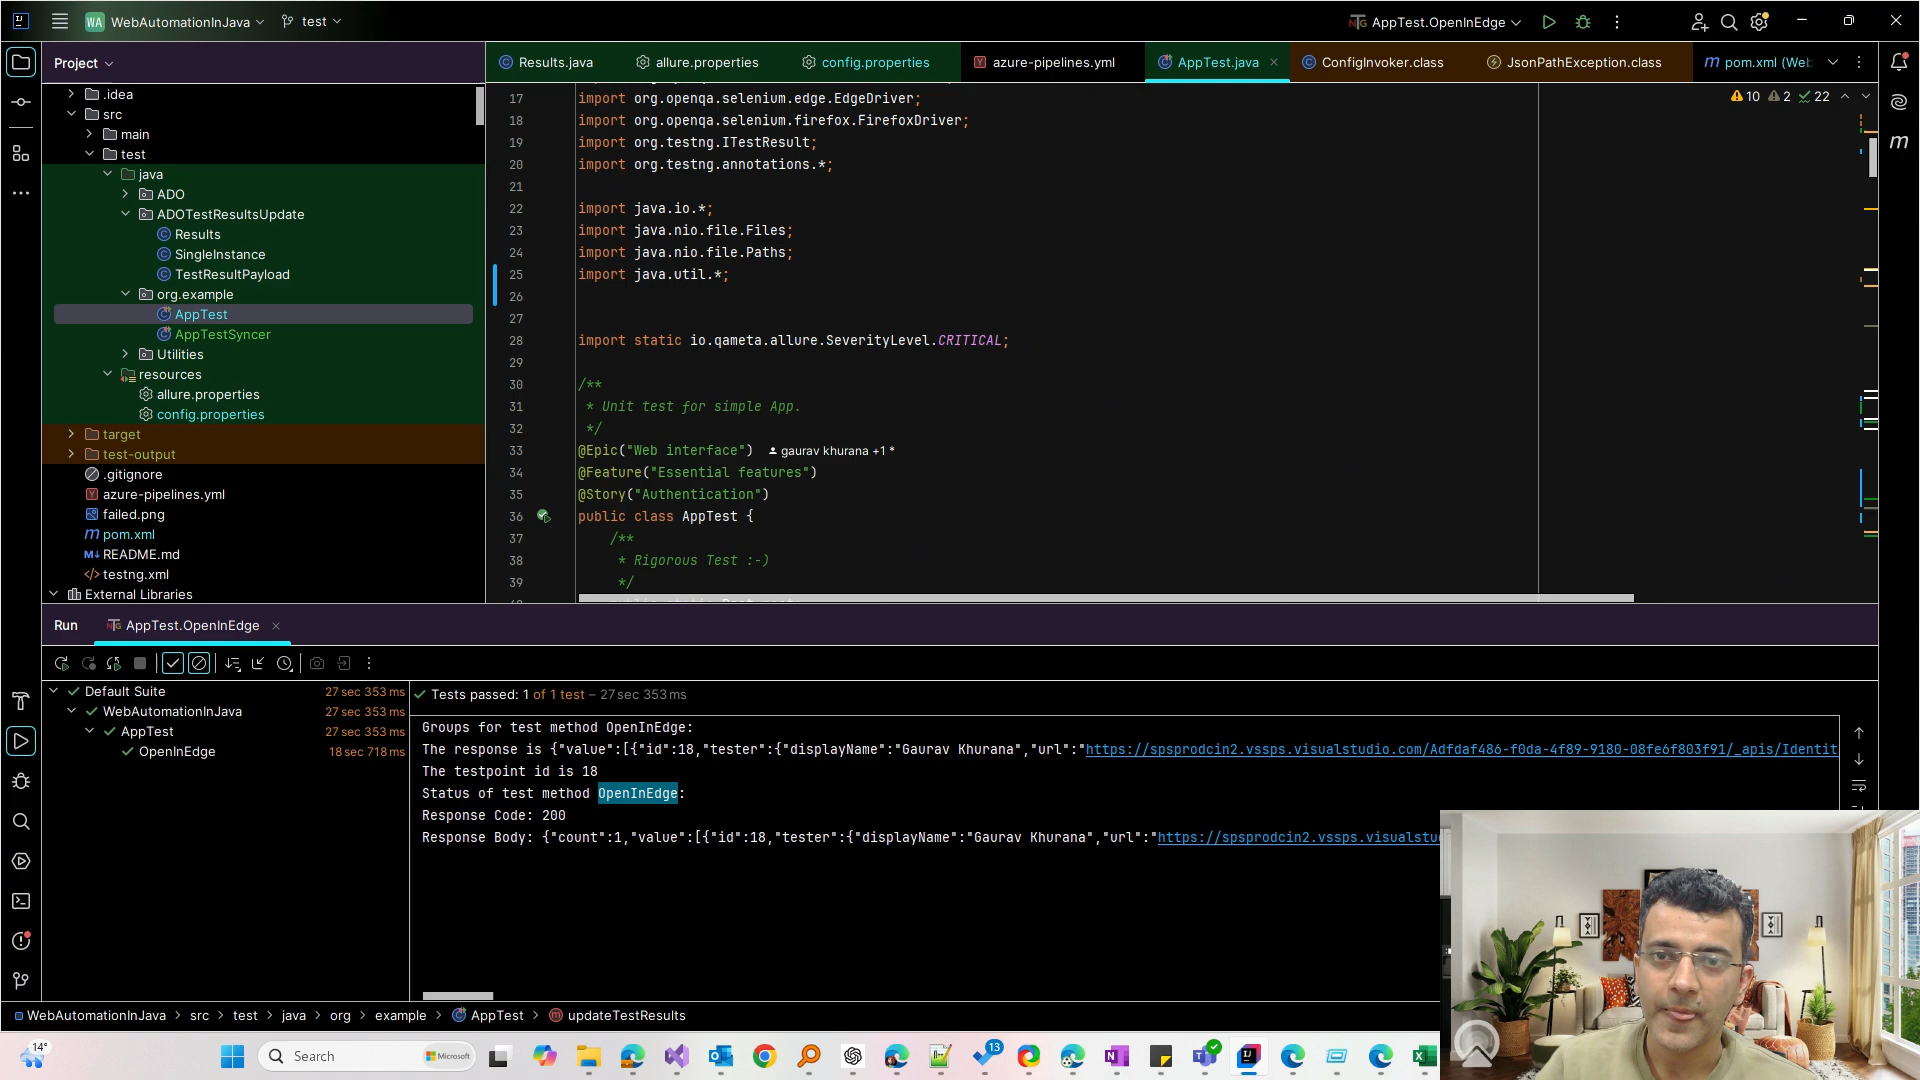 WA WebAutomationInJava
test
AppTest.OpenInEdge
Project
Results.java
allure.properties
config.properties
azure-pipelines.yml
AppTest.java
ConfigInvoker.class
JsonPathException.class
pom.xml (Web
.idea
src
main
test
java
ADO
ADOTestResultsUpdate
Results
SingleInstance
TestResultPayload
org.example
AppTest
AppTestSyncer
Utilities
resources
allure.properties
config.properties
target
test-output
.gitignore
azure-pipelines.yml
failed.png
pom.xml
README.md
testng.xml
External Libraries
10 2 22
17 import org.openqa.selenium.edge.EdgeDriver;
18 import org.openqa.selenium.firefox.FirefoxDriver;
19 import org.testng.ITestResult;
20 import org.testng.annotations.*;
21
22 import java.io.*;
23 import java.nio.file.Files;
24 import java.nio.file.Paths;
25 import java.util.*;
26
27
28 import static io.qameta.allure.SeverityLevel.CRITICAL;
29
30 /**
31 * Unit test for simple App.
32 */
33 @Epic("Web interface") gaurav khurana +1 *
34 @Feature("Essential features")
35 @Story("Authentication")
36 public class AppTest {
37 /**
38 * Rigorous Test :-)
39 */
Run AppTest.OpenInEdge
Default Suite 27 sec 353 ms
WebAutomationInJava 27 sec 353 ms
AppTest 27 sec 353 ms
OpenInEdge 18 sec 718 ms
Tests passed: 1 of 1 test – 27 sec 353 ms
Groups for test method OpenInEdge:
The response is {"value":[{"id":18,"tester":{"displayName":"Gaurav Khurana","url":"https://spsprodcin2.vssps.visualstudio.com/Adfdaf486-f0da-4f89-9180-08fe6f803f91/_apis/Identit
The testpoint id is 18
Status of test method OpenInEdge:
Response Code: 200
Response Body: {"count":1,"value":[{"id":18,"tester":{"displayName":"Gaurav Khurana","url":"https://spsprodcin2.vssps.visualstu
WebAutomationInJava > src > test > java > org > example > AppTest > updateTestResults
14°
Search
Microsoft
13